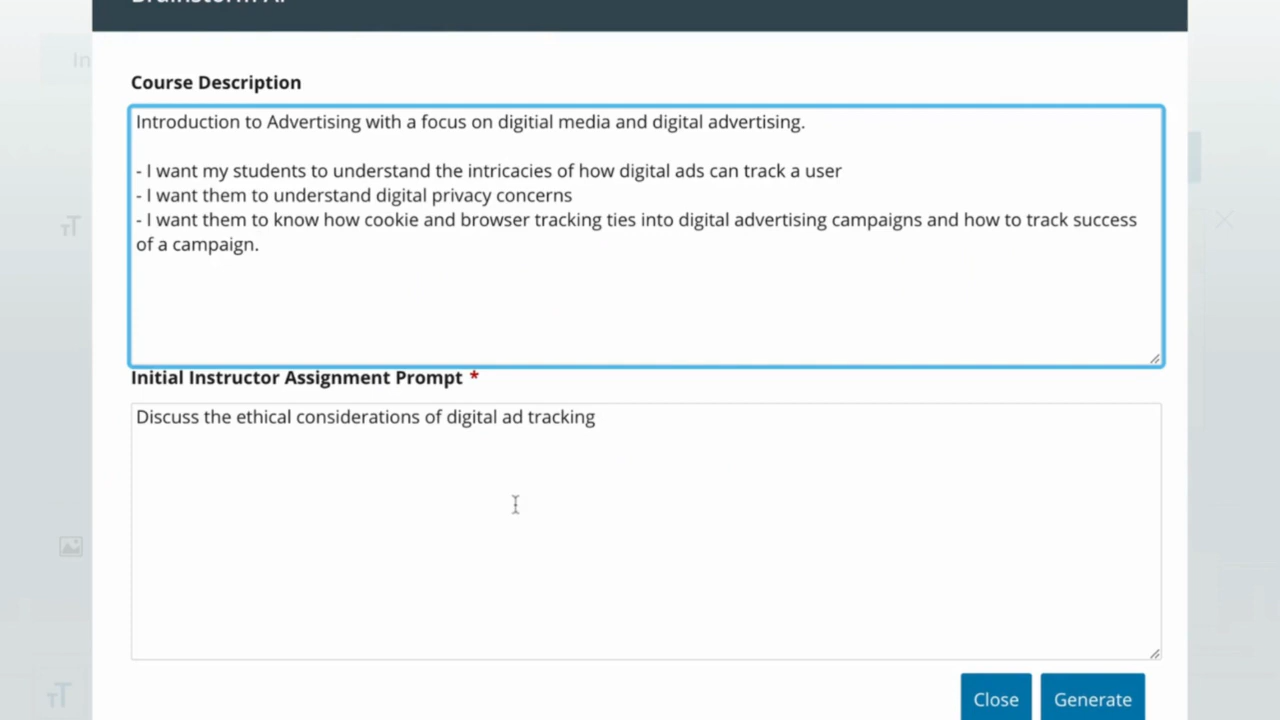 In
Course Description
Introduction to Advertising with a focus on digitial media and digital advertising.
- I want my students to understand the intricacies of how digital ads can track a user
- I want them to understand digital privacy concerns
- I want them to know how cookie and browser tracking ties into digital advertising campaigns and how to track success
of a campaign.
Initial Instructor Assignment Prompt *
Discuss the ethical considerations of digital ad tracking
Close Generate